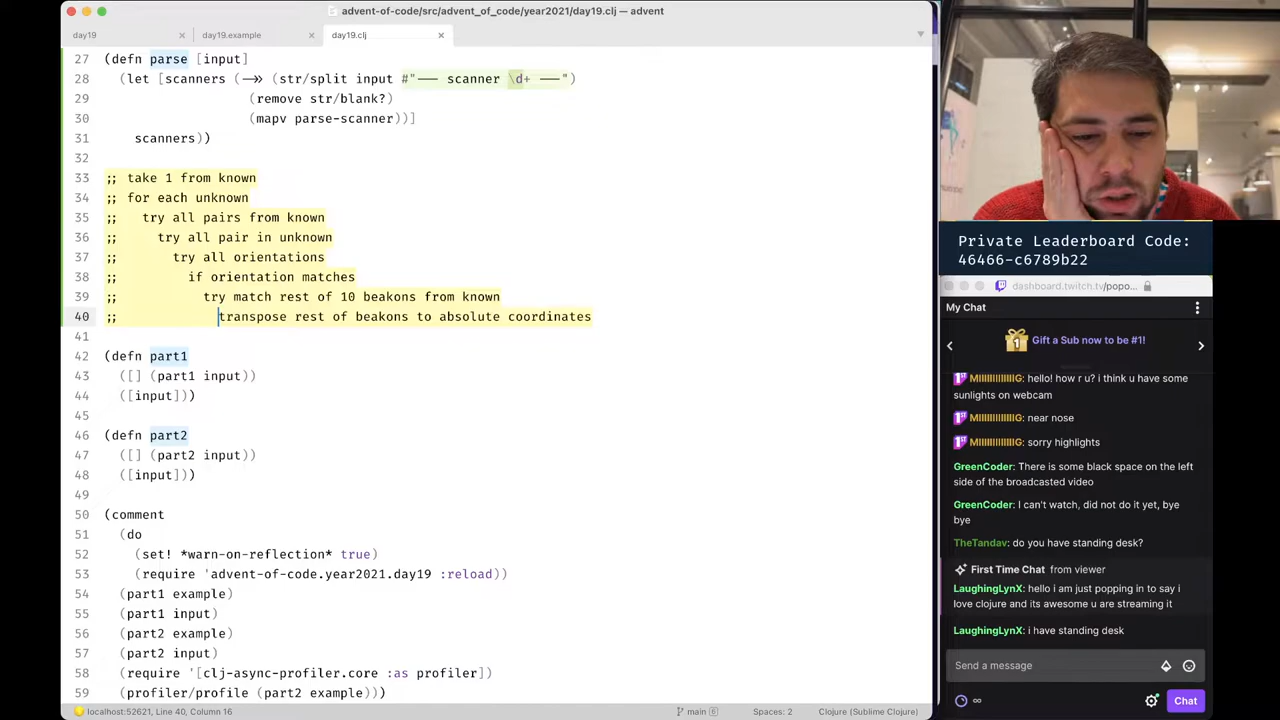 advent-of-code/src/advent_of_code/year2021/day19.clj — advent
day19
day19.example
day19.clj
27 (defn parse [input]
28 (let [scanners (->> (str/split input #"--- scanner \d+ ---")
29 (remove str/blank?)
30 (mapv parse-scanner))]
31 scanners))
32
33 ;; take 1 from known
34 ;; for each unknown
35 ;; try all pairs from known
36 ;; try all pair in unknown
37 ;; try all orientations
38 ;; if orientation matches
39 ;; try match rest of 10 beakons from known
40 ;; transpose rest of beakons to absolute coordinates
41
42 (defn part1
43 ([] (part1 input))
44 ([input]))
45
46 (defn part2
47 ([] (part2 input))
48 ([input]))
49
50 (comment
51 (do
52 (set! *warn-on-reflection* true)
53 (require 'advent-of-code.year2021.day19 :reload))
54 (part1 example)
55 (part1 input)
56 (part2 example)
57 (part2 input)
58 (require '[clj-async-profiler.core :as profiler])
59 (profiler/profile (part2 example)))
localhost:52621, Line 40, Column 16
main 6
Spaces: 2
Clojure (Sublime Clojure)
Private Leaderboard Code:
46466-c6789b22
dashboard.twitch.tv/popo...
My Chat
1
Gift a Sub now to be #1!
hello! how r u? i think u have some
sunlights on webcam
near nose
sorry highlights
GreenCoder: There is some black space on the left
side of the broadcasted video
GreenCoder: I can't watch, did not do it yet, bye
bye
TheTandav: do you have standing desk?
First Time Chat from viewer
LaughingLynX: hello i am just popping in to say i
love clojure and its awesome u are streaming it
LaughingLynX: i have standing desk
Send a message
∞
Chat